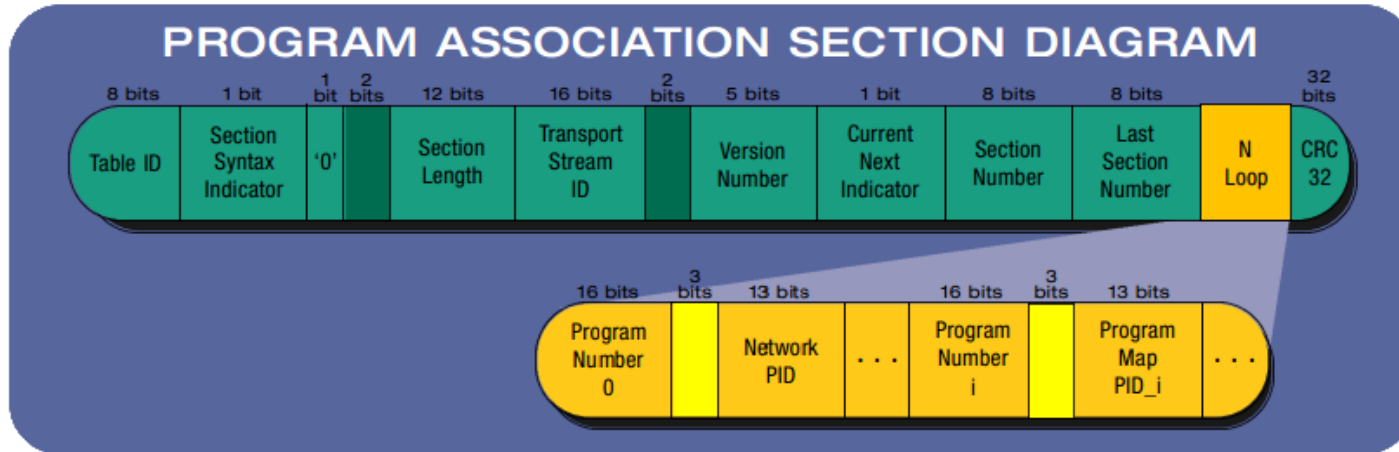 PROGRAM ASSOCIATION SECTION DIAGRAM
8 bits
1 bit
1
bit
2
bits
12 bits
16 bits
2
bits
5 bits
1 bit
8 bits
8 bits
32
bits
Table ID
Section
Syntax
Indicator
'0'
Section
Length
Transport
Stream
ID
Version
Number
Current
Next
Indicator
Section
Number
Last
Section
Number
N
Loop
CRC
32
16 bits
3
bits
13 bits
16 bits
3
bits
13 bits
Program
Number
0
Network
PID
. . .
Program
Number
i
Program
Map
PID_i
. . .